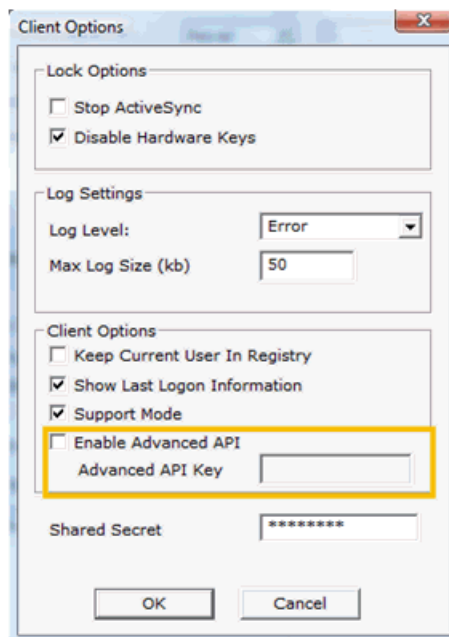 Client Options
Lock Options
Stop ActiveSync
Disable Hardware Keys
Log Settings
Log Level: Error
Max Log Size (kb) 50
Client Options
Keep Current User In Registry
Show Last Logon Information
Support Mode
Enable Advanced API
Advanced API Key
Shared Secret ********
OK Cancel